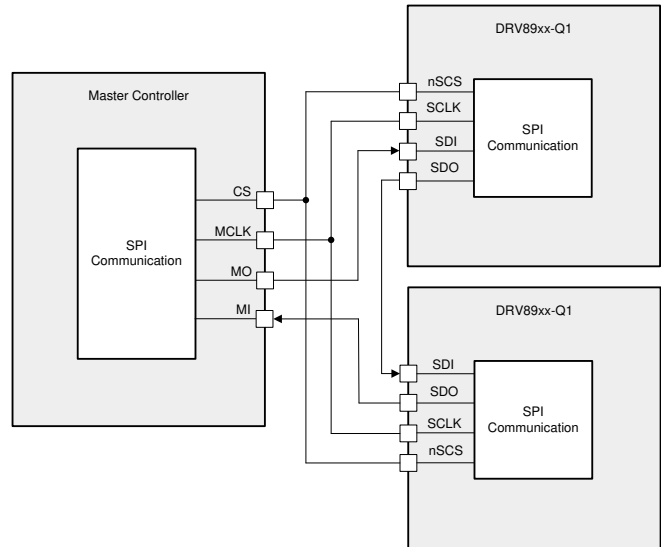 DRV89xx-Q1
nSCS
SCLK
SDI
SDO
SPI
Communication
Master Controller
CS
MCLK
MO
MI
SPI
Communication
DRV89xx-Q1
SDI
SDO
SCLK
nSCS
SPI
Communication